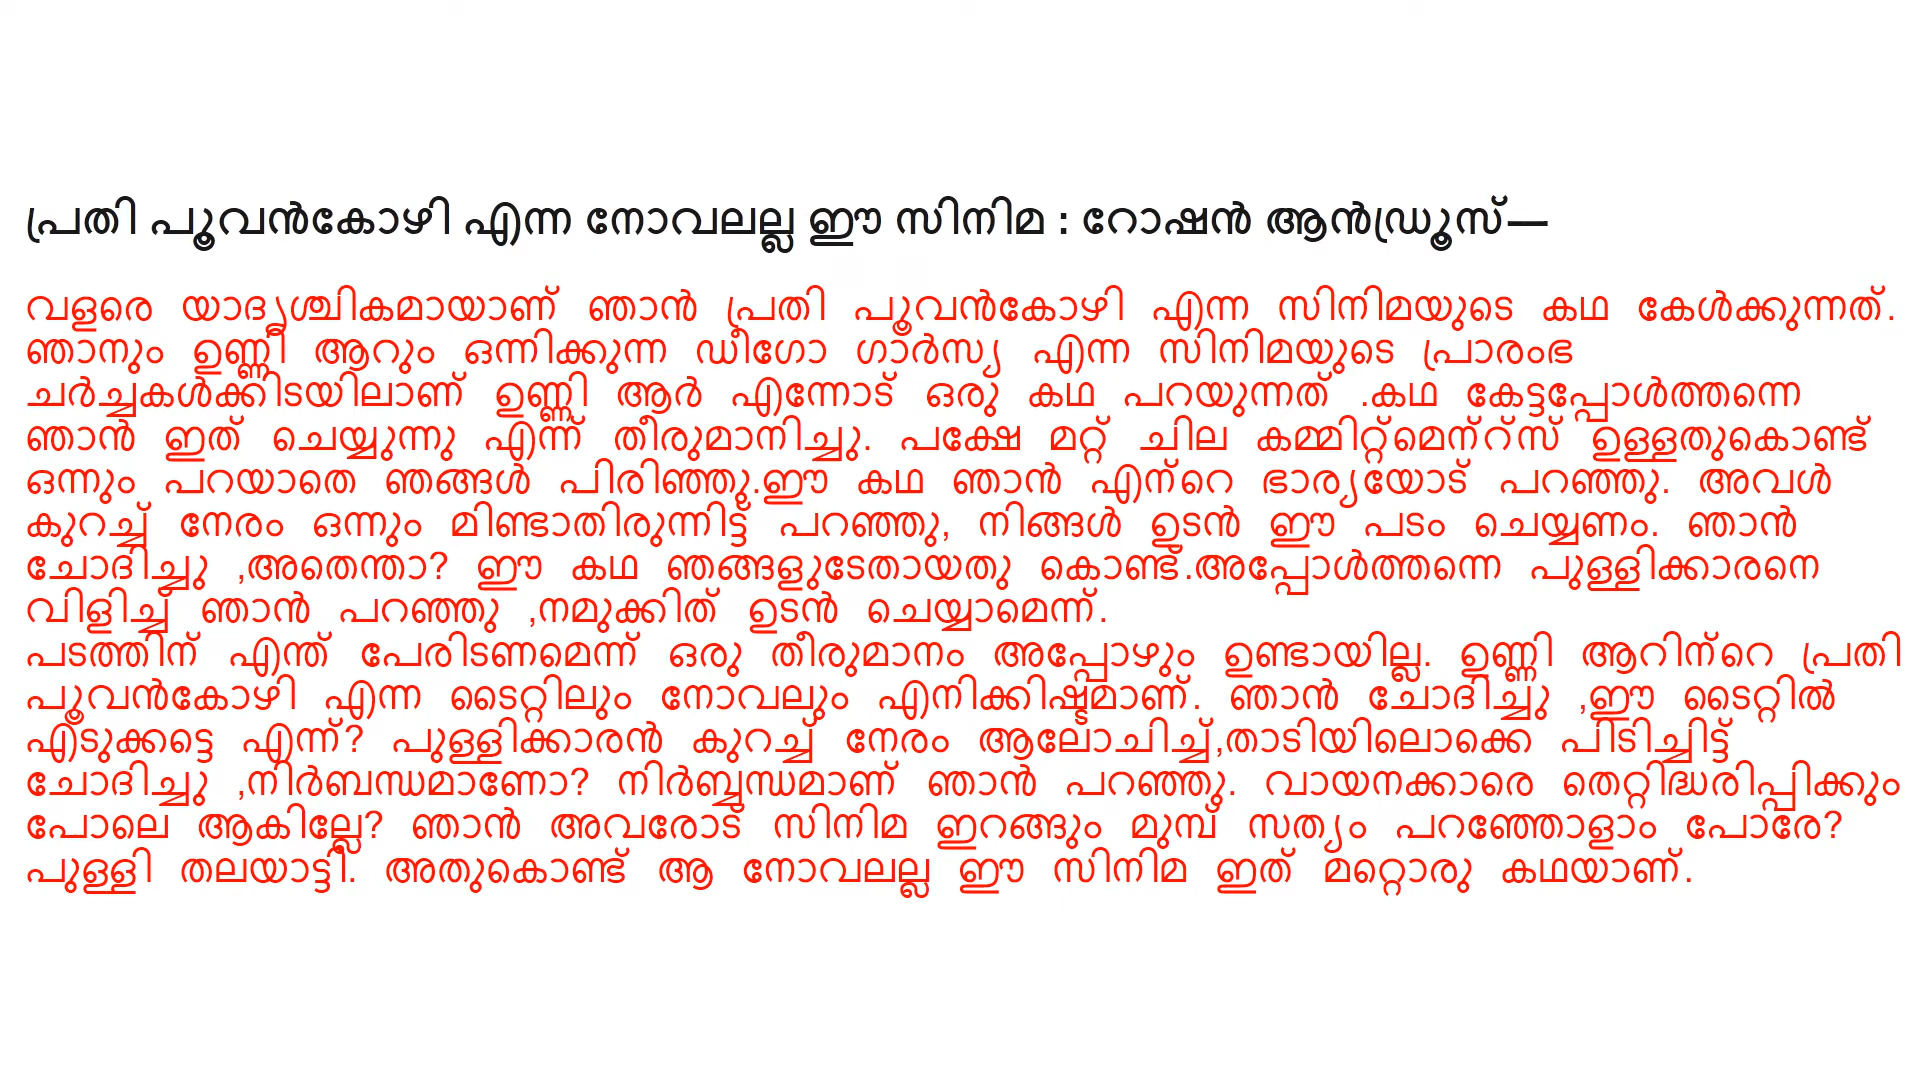 പ്രതി പൂവൻകോഴി എന്ന നോവലല്ല ഈ സിനിമ : റോഷൻ ആൻഡ്രൂസ്—
വളരെ യാദൃശ്ചികമായാണ് ഞാൻ പ്രതി പൂവൻകോഴി എന്ന സിനിമയുടെ കഥ കേൾക്കുന്നത്.
ഞാനും ഉണ്ണി ആറും ഒന്നിക്കുന്ന ഡീഗോ ഗാർസ്യ എന്ന സിനിമയുടെ പ്രാരംഭ
ചർച്ചകൾക്കിടയിലാണ് ഉണ്ണി ആർ എന്നോട് ഒരു കഥ പറയുന്നത് .കഥ കേട്ടപ്പോൾത്തന്നെ
ഞാൻ ഇത് ചെയ്യുന്നു എന്ന് തീരുമാനിച്ചു. പക്ഷേ മറ്റ് ചില കമ്മിറ്റ്മെന്റ്സ് ഉള്ളതുകൊണ്ട്
ഒന്നും പറയാതെ ഞങ്ങൾ പിരിഞ്ഞു.ഈ കഥ ഞാൻ എന്റെ ഭാര്യയോട് പറഞ്ഞു. അവൾ
കുറച്ച് നേരം ഒന്നും മിണ്ടാതിരുന്നിട്ട് പറഞ്ഞു, നിങ്ങൾ ഉടൻ ഈ പടം ചെയ്യണം. ഞാൻ
ചോദിച്ചു ,അതെന്താ? ഈ കഥ ഞങ്ങളുടേതായതു കൊണ്ട്.അപ്പോൾത്തന്നെ പുള്ളിക്കാരനെ
വിളിച്ച് ഞാൻ പറഞ്ഞു ,നമുക്കിത് ഉടൻ ചെയ്യാമെന്ന്.
പടത്തിന് എന്ത് പേരിടണമെന്ന് ഒരു തീരുമാനം അപ്പോഴും ഉണ്ടായില്ല. ഉണ്ണി ആറിന്റെ പ്രതി
പൂവൻകോഴി എന്ന ടൈറ്റിലും നോവലും എനിക്കിഷ്ടമാണ്. ഞാൻ ചോദിച്ചു ,ഈ ടൈറ്റിൽ
എടുക്കട്ടെ എന്ന്? പുള്ളിക്കാരൻ കുറച്ച് നേരം ആലോചിച്ച്,താടിയിലൊക്കെ പിടിച്ചിട്ട്
ചോദിച്ചു ,നിർബന്ധമാണോ? നിർബ്ബന്ധമാണ് ഞാൻ പറഞ്ഞു. വായനക്കാരെ തെറ്റിദ്ധരിപ്പിക്കും
പോലെ ആകില്ലേ? ഞാൻ അവരോട് സിനിമ ഇറങ്ങും മുമ്പ് സത്യം പറഞ്ഞോളാം പോരേ?
പുള്ളി തലയാട്ടി. അതുകൊണ്ട് ആ നോവലല്ല ഈ സിനിമ ഇത് മറ്റൊരു കഥയാണ്.